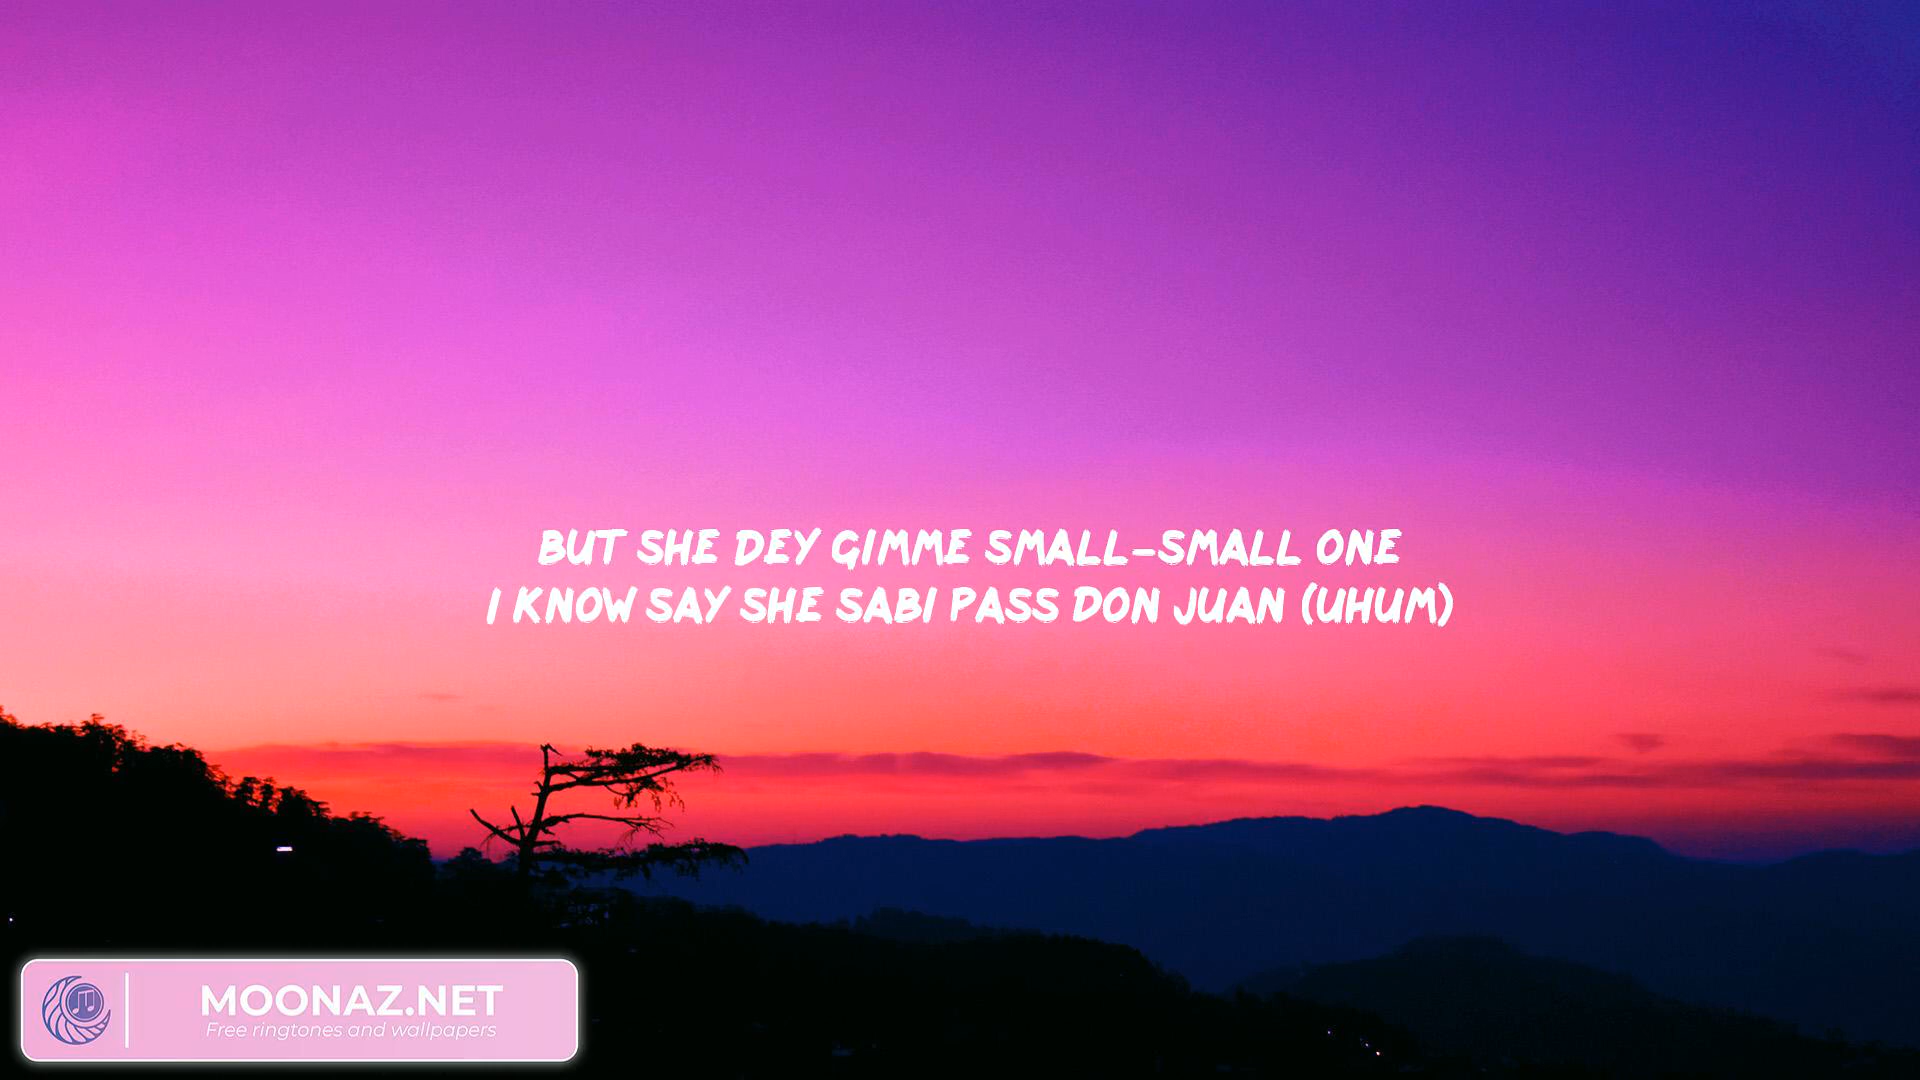 BUT SHE DEY GIMME SMALL-SMALL ONE
I KNOW SAY SHE SABI PASS DON JUAN (UHUM)
MOONAZ.NET
Free ringtones and wallpapers